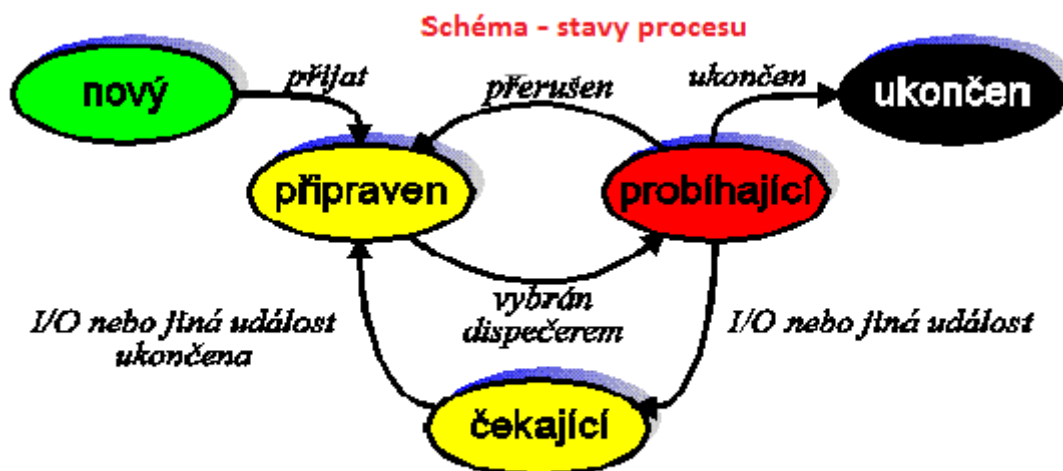 Schéma - stavy procesu
nový
přijat
přerušen
ukončen
ukončen
připraven
probíhající
vybrán
dispečerem
I/O nebo jiná událost
ukončena
I/O nebo jiná událost
čekající